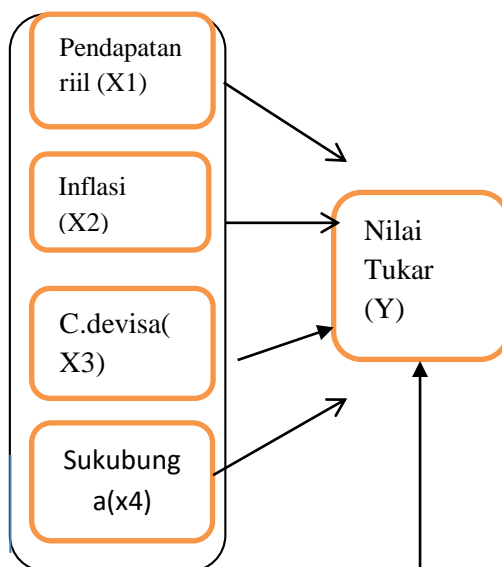 Pendapatan
riil (X1)
Inflasi
(X2)
C.devisa(
X3)
Sukubung
a(x4)
Nilai
Tukar
(Y)